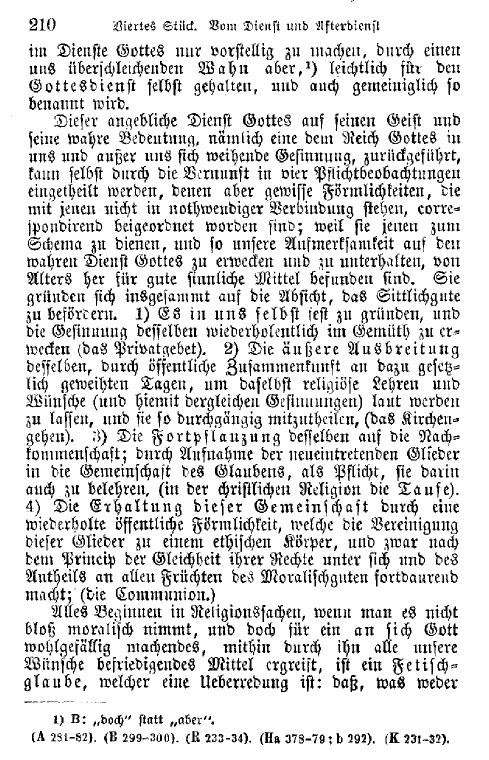 210 Viertes Stück. Vom Dienst und Afterdienst
im Dienste Gottes nur vorstellig zu machen, durch einen
uns überschleichenden Wahn aber,¹) leichtlich für den
Gottesdienst selbst gehalten, und auch gemeiniglich so
benannt wird.
Dieser angebliche Dienst Gottes auf seinen Geist und
seine wahre Bedeutung, nämlich eine dem Reich Gottes in
uns und außer uns sich weihende Gesinnung, zurückgeführt,
kann selbst durch die Vernunft in vier Pflichtbeobachtungen
eingetheilt werden, denen aber gewisse Förmlichkeiten, die
mit jenen nicht in nothwendiger Verbindung stehen, corre-
spondirend beigeordnet worden sind; weil sie jenen zum
Schema zu dienen, und so unsere Aufmerksamkeit auf den
wahren Dienst Gottes zu erwecken und zu unterhalten, von
Alters her für gute sinnliche Mittel befunden sind. Sie
gründen sich insgesammt auf die Absicht, das Sittlichgute
zu befördern. 1) Es in uns selbst fest zu gründen, und
die Gesinnung desselben wiederholentlich im Gemüth zu er-
wecken (das Privatgebet). 2) Die äußere Ausbreitung
desselben, durch öffentliche Zusammenkunft an dazu gesetz-
lich geweihten Tagen, um daselbst religiöse Lehren und
Wünsche (und hiemit dergleichen Gesinnungen) laut werden
zu lassen, und sie so durchgängig mitzutheilen, (das Kirchen-
gehen). 3) Die Fortpflanzung desselben auf die Nach-
kommenschaft; durch Aufnahme der neueintretenden Glieder
in die Gemeinschaft des Glaubens, als Pflicht, sie darin
auch zu belehren, (in der christlichen Religion die Taufe).
4) Die Erhaltung dieser Gemeinschaft durch eine
wiederholte öffentliche Förmlichkeit, welche die Vereinigung
dieser Glieder zu einem ethischen Körper, und zwar nach
dem Princip der Gleichheit ihrer Rechte unter sich und des
Antheils an allen Früchten des Moralischguten fortdaurend
macht; (die Communion.)
Alles Beginnen in Religionssachen, wenn man es nicht
bloß moralisch nimmt, und doch für ein an sich Gott
wohlgefällig machendes, mithin durch ihn alle unsere
Wünsche befriedigendes Mittel ergreift, ist ein Fetisch-
glaube, welcher eine Ueberredung ist: daß, was weder
1) B: „doch“ statt „aber“.
(A 281-82). (B 299-300). (R 233-34). (Ha 378-79; b 292). (K 231-32).